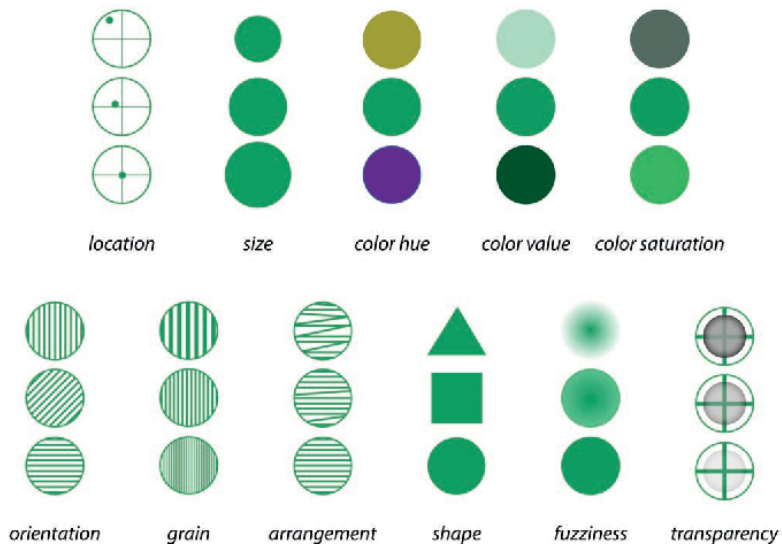 location size color hue color value color saturation
orientation grain arrangement shape fuzziness transparency